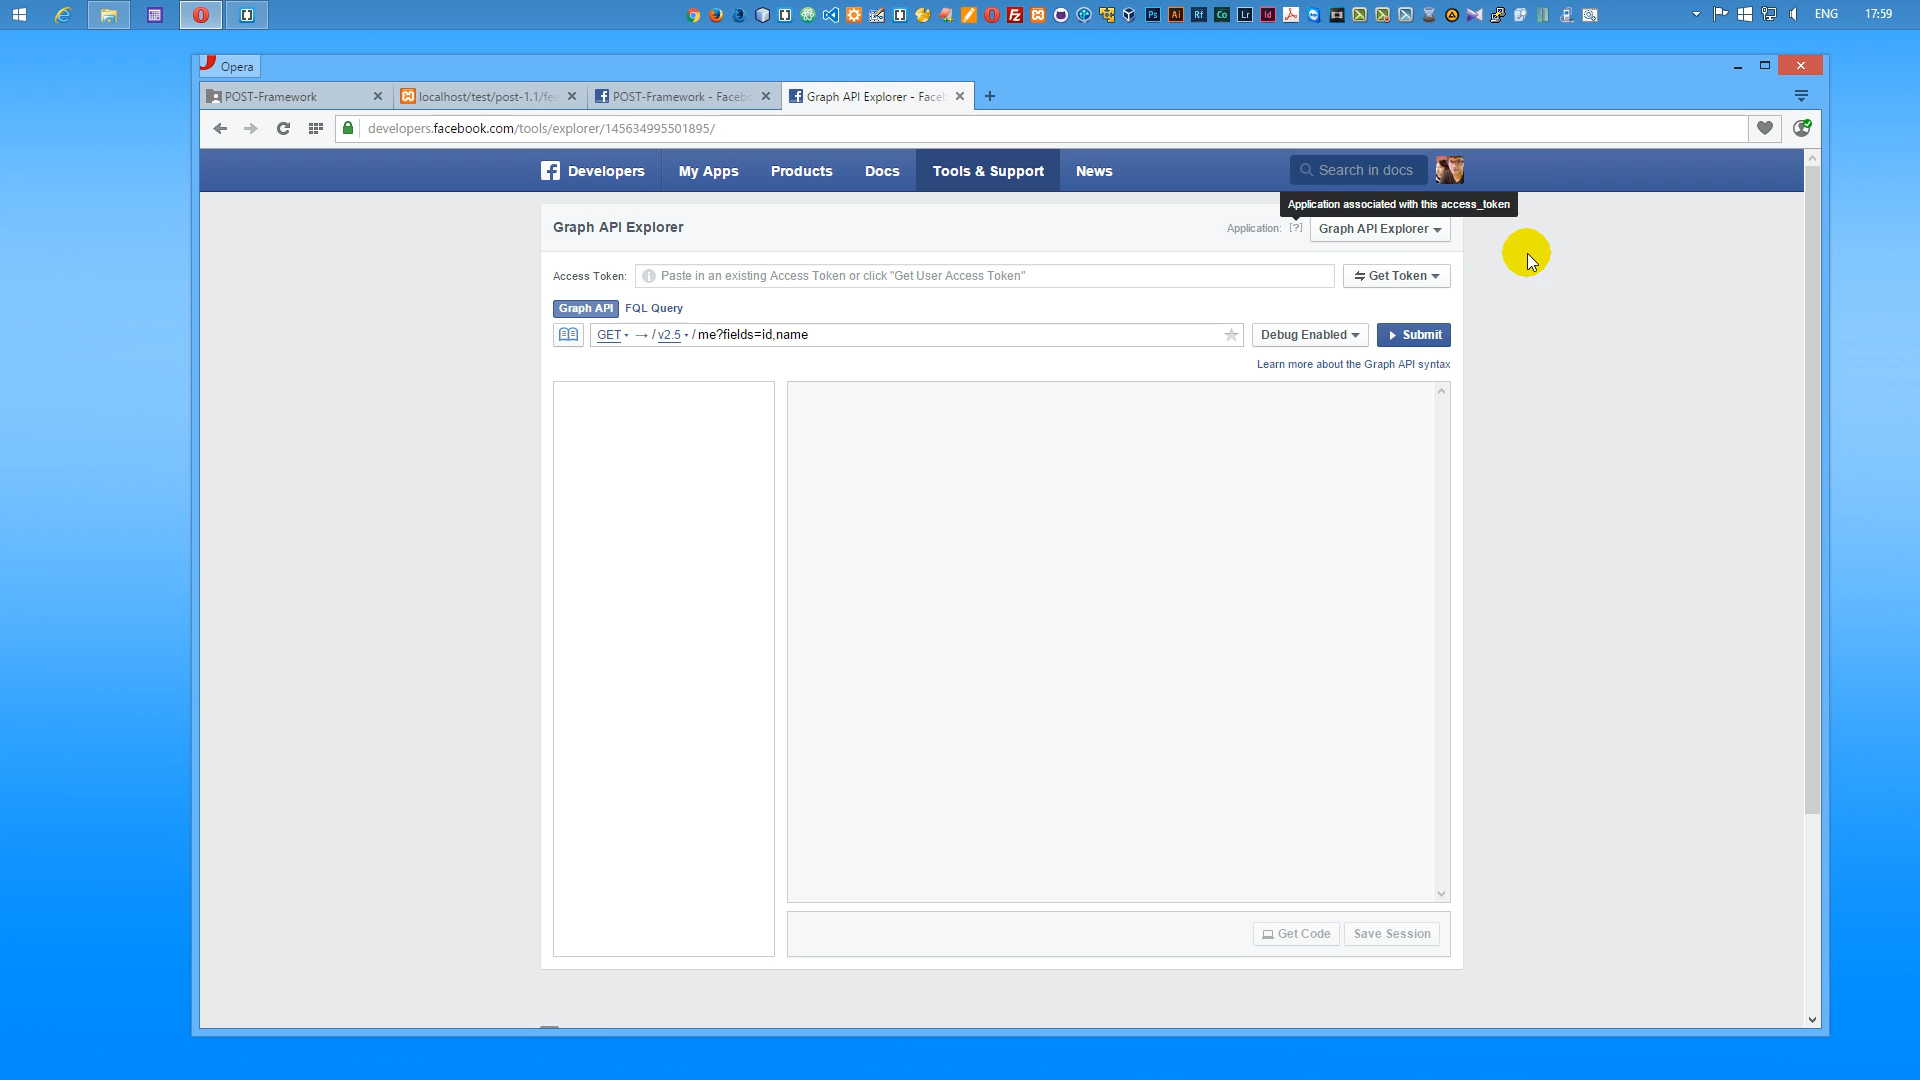 ENG 17:59
Opera
POST-Framework
localhost/test/post-1.1/fee
POST-Framework - Facebo
Graph API Explorer - Faceb
developers.facebook.com/tools/explorer/145634995501895/
Developers My Apps Products Docs Tools & Support News Search in docs
Application associated with this access_token
Graph API Explorer Application: [?] Graph API Explorer
Access Token: Paste in an existing Access Token or click "Get User Access Token" Get Token
Graph API FQL Query
GET → / v2.5 / me?fields=id,name Debug Enabled Submit
Learn more about the Graph API syntax
Get Code Save Session